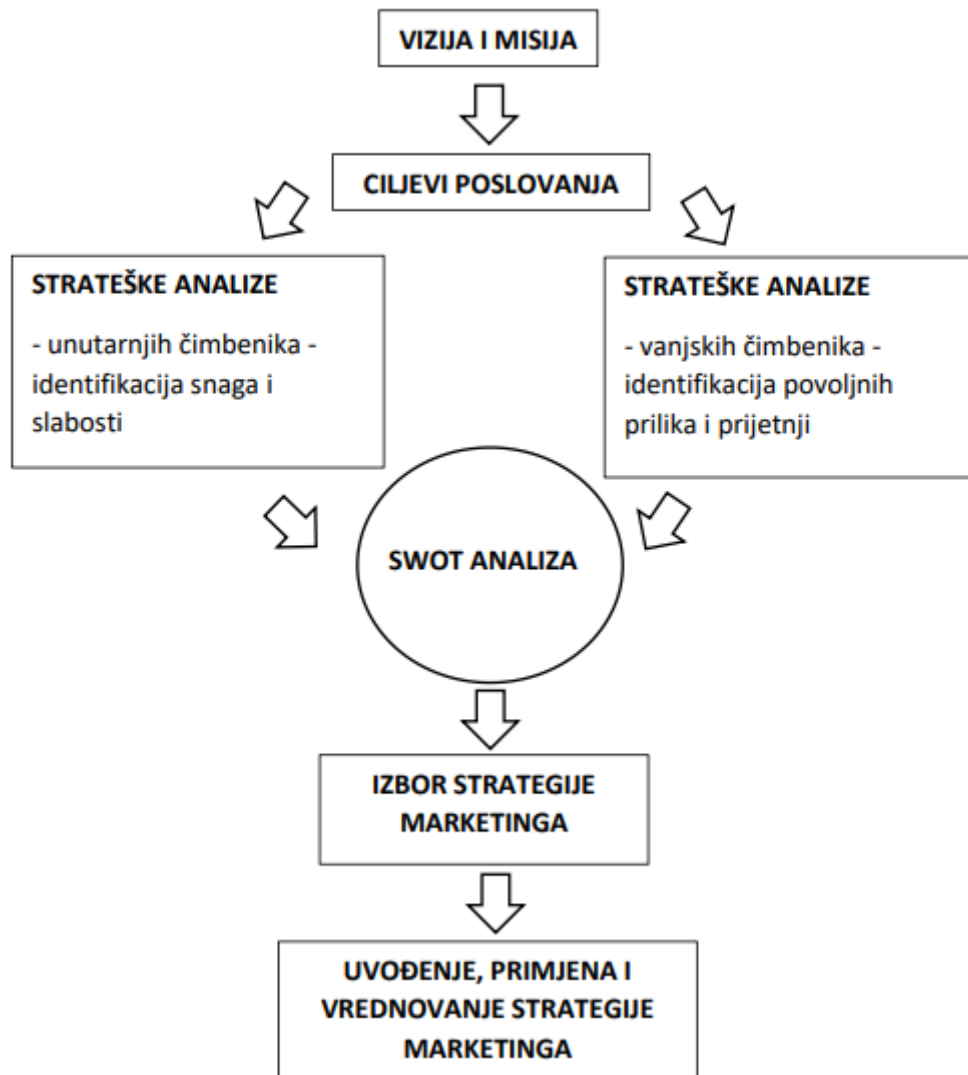 VIZIJA I MISIJA
CILJEVI POSLOVANJA
STRATEŠKE ANALIZE
- unutarnjih čimbenika -
identifikacija snaga i
slabosti
STRATEŠKE ANALIZE
- vanjskih čimbenika -
identifikacija povoljnih
prilika i prijetnji
SWOT ANALIZA
IZBOR STRATEGIJE
MARKETINGA
UVOĐENJE, PRIMJENA I
VREDNOVANJE STRATEGIJE
MARKETINGA